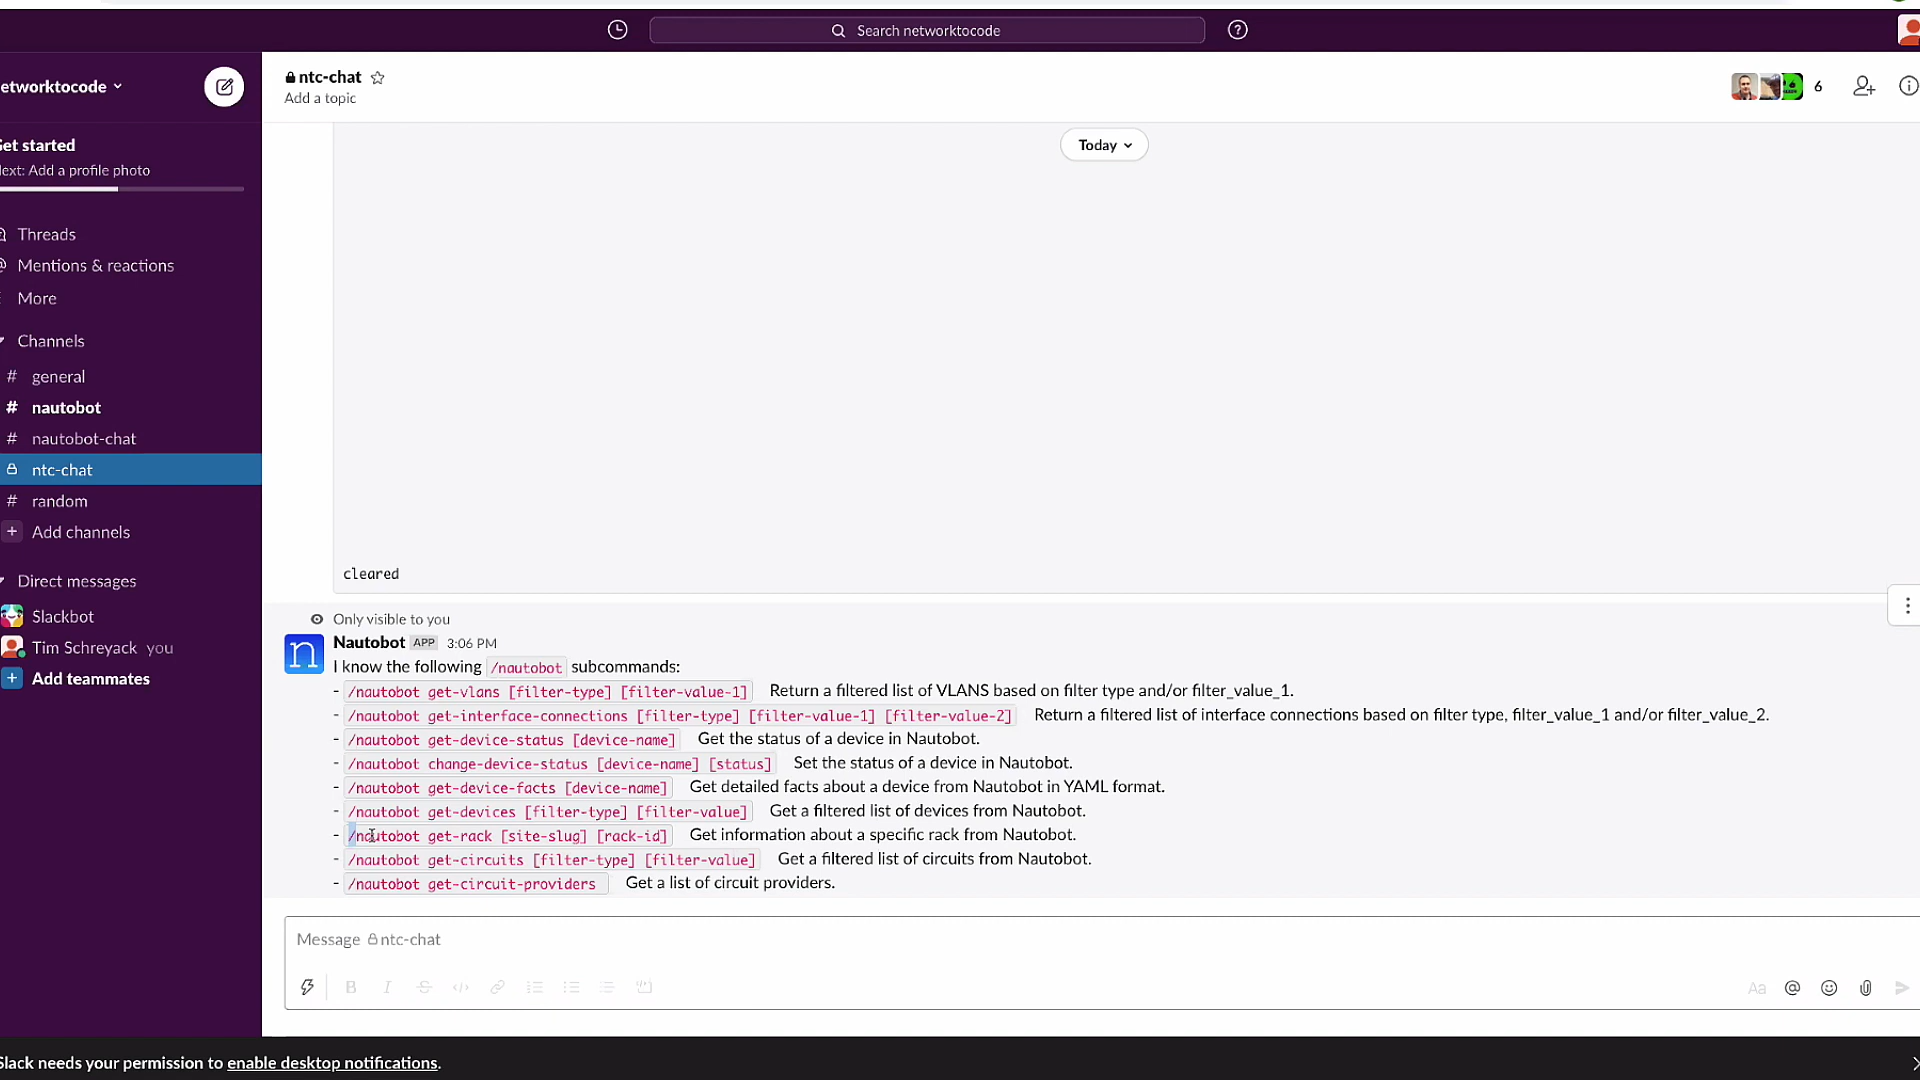 Search networktocode
etworktocode
Get started
Next: Add a profile photo
Threads
Mentions & reactions
More
Channels
# general
# nautobot
# nautobot-chat
ntc-chat
# random
+ Add channels
Direct messages
Slackbot
Tim Schreyack you
+ Add teammates
ntc-chat
Add a topic
6
Today
cleared
Only visible to you
Nautobot APP 3:06 PM
I know the following /nautobot subcommands:
- /nautobot get-vlans [filter-type] [filter-value-1] Return a filtered list of VLANS based on filter type and/or filter_value_1.
- /nautobot get-interface-connections [filter-type] [filter-value-1] [filter-value-2] Return a filtered list of interface connections based on filter type, filter_value_1 and/or filter_value_2.
- /nautobot get-device-status [device-name] Get the status of a device in Nautobot.
- /nautobot change-device-status [device-name] [status] Set the status of a device in Nautobot.
- /nautobot get-device-facts [device-name] Get detailed facts about a device from Nautobot in YAML format.
- /nautobot get-devices [filter-type] [filter-value] Get a filtered list of devices from Nautobot.
- /nautobot get-rack [site-slug] [rack-id] Get information about a specific rack from Nautobot.
- /nautobot get-circuits [filter-type] [filter-value] Get a filtered list of circuits from Nautobot.
- /nautobot get-circuit-providers Get a list of circuit providers.
Message ntc-chat
B I S </> Aa @
Slack needs your permission to enable desktop notifications.